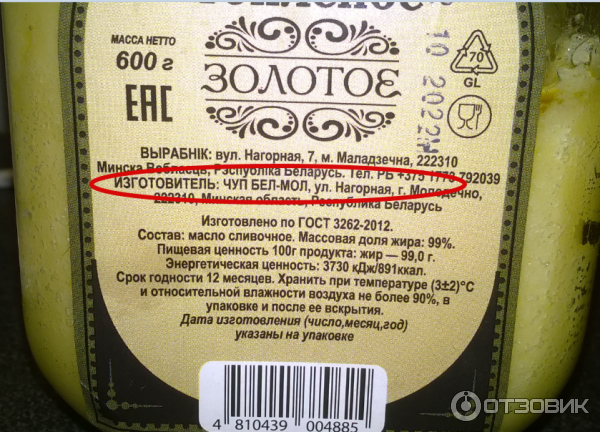 МАССА НЕТТО
600 г
EAC
ЗОЛОТОЕ
10 2022
70
GL
ВЫРАБНІК: вул. Нагорная, 7, м. Маладзечна, 222310
Мінска Вобласць, Рэспуліка Беларусь. Тел. РБ +375 1773 792039
ИЗГОТОВИТЕЛЬ: ЧУП БЕЛ-МОЛ, ул. Нагорная, г. Молодечно,
222310, Минская область, Республика Беларусь
Изготовлено по ГОСТ 3262-2012.
Состав: масло сливочное. Массовая доля жира: 99%.
Пищевая ценность 100г продукта: жир — 99,0 г.
Энергетическая ценность: 3730 кДж/891ккал.
Срок годности 12 месяцев. Хранить при температуре (3±2)°С
и относительной влажности воздуха не более 90%, в
упаковке и после ее вскрытия.
Дата изготовления (число,месяц,год)
указаны на упаковке
4 810439 004885
ОТЗОВИК